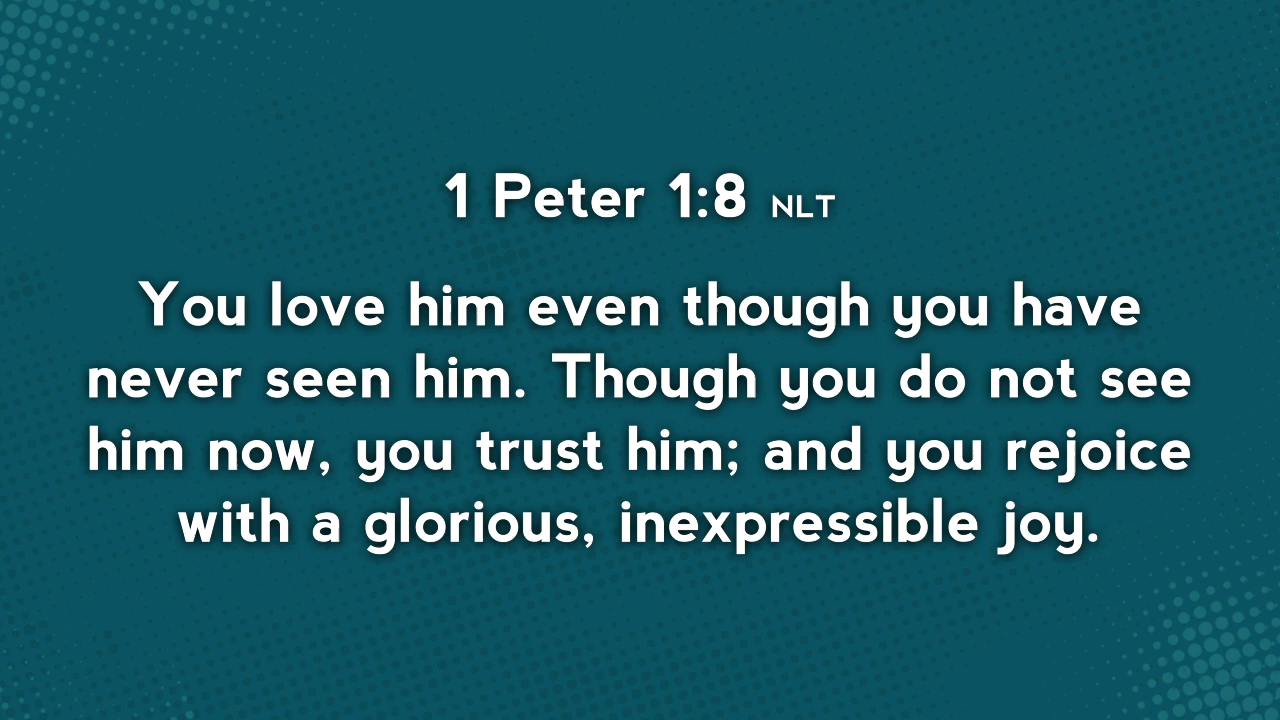 1 Peter 1:8 NLT
You love him even though you have
never seen him. Though you do not see
him now, you trust him; and you rejoice
with a glorious, inexpressible joy.